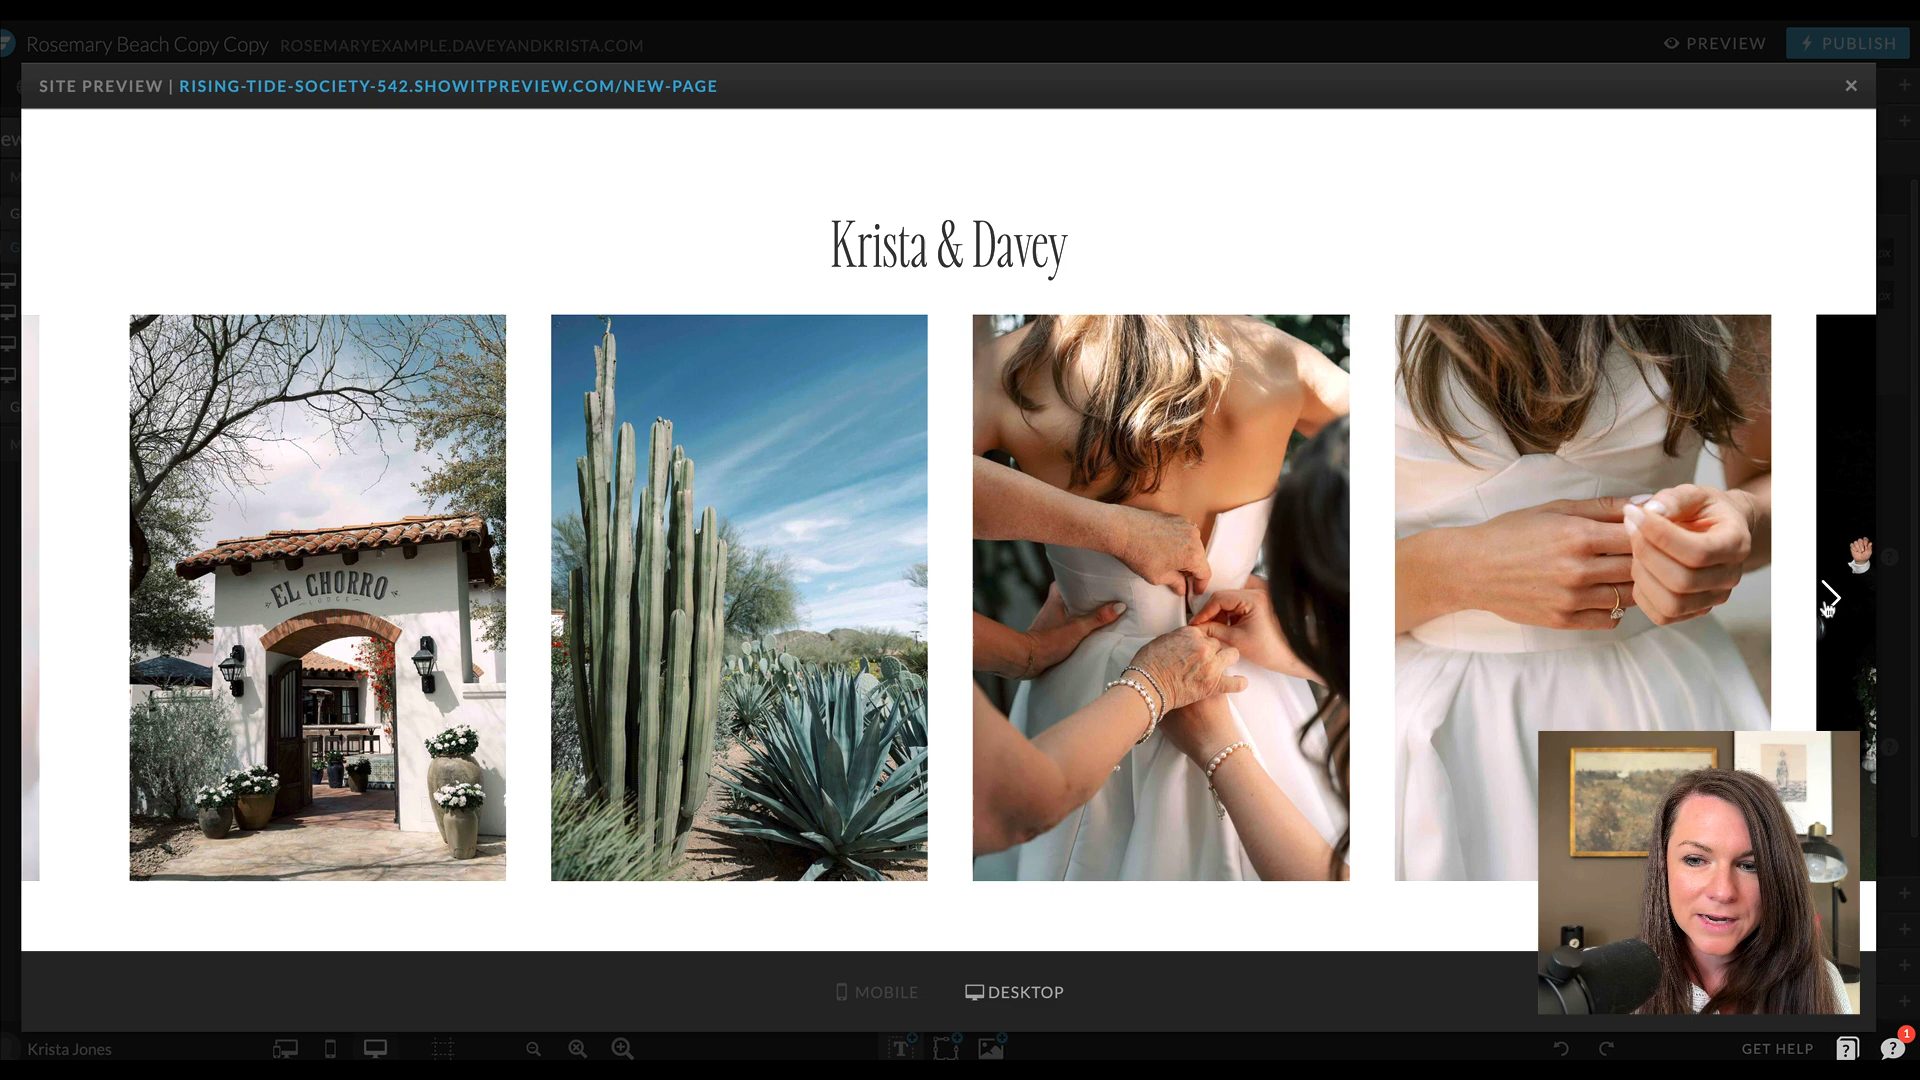 Rosemary Beach Copy Copy ROSEMARYEXAMPLE.DAVEYANDKRISTA.COM
PREVIEW
PUBLISH
SITE PREVIEW | RISING-TIDE-SOCIETY-542.SHOWITPREVIEW.COM/NEW-PAGE
Krista & Davey
EL CHORRO
LODGE
MOBILE
DESKTOP
Krista Jones
T
GET HELP
?
?
1